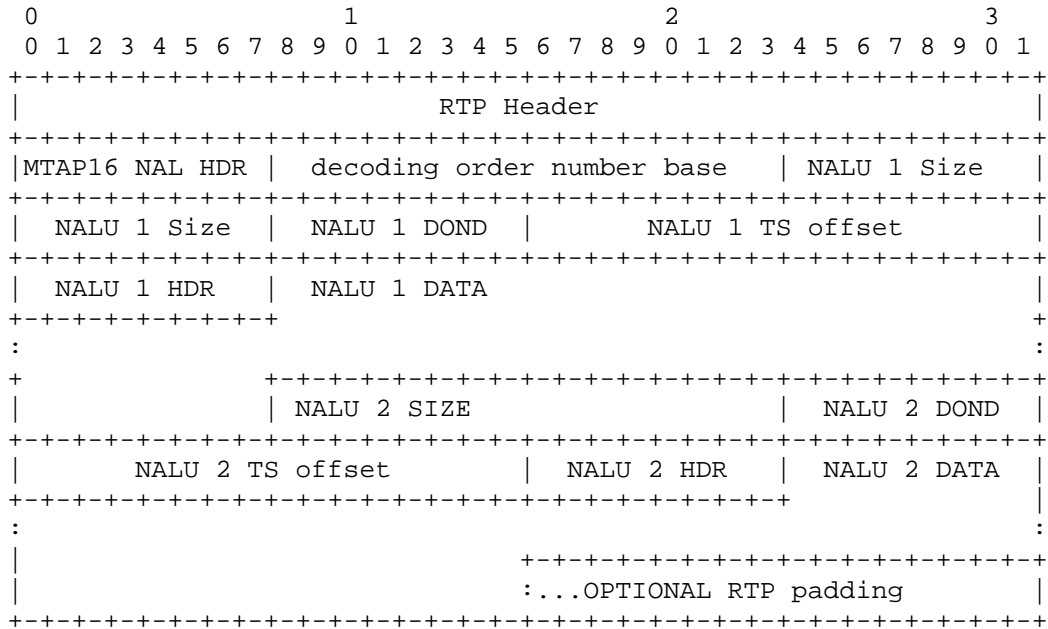 0                   1                   2                   3
0 1 2 3 4 5 6 7 8 9 0 1 2 3 4 5 6 7 8 9 0 1 2 3 4 5 6 7 8 9 0 1
+-+-+-+-+-+-+-+-+-+-+-+-+-+-+-+-+-+-+-+-+-+-+-+-+-+-+-+-+-+-+-+-+
|                          RTP Header                           |
+-+-+-+-+-+-+-+-+-+-+-+-+-+-+-+-+-+-+-+-+-+-+-+-+-+-+-+-+-+-+-+-+
|MTAP16 NAL HDR |  decoding order number base   |  NALU 1 Size  |
+-+-+-+-+-+-+-+-+-+-+-+-+-+-+-+-+-+-+-+-+-+-+-+-+-+-+-+-+-+-+-+-+
|  NALU 1 Size  |  NALU 1 DOND  |       NALU 1 TS offset        |
+-+-+-+-+-+-+-+-+-+-+-+-+-+-+-+-+-+-+-+-+-+-+-+-+-+-+-+-+-+-+-+-+
|  NALU 1 HDR   |  NALU 1 DATA                                  |
+-+-+-+-+-+-+-+-+                                               +
:                                                               :
+               +-+-+-+-+-+-+-+-+-+-+-+-+-+-+-+-+-+-+-+-+-+-+-+-+
|               | NALU 2 SIZE                   |  NALU 2 DOND  |
+-+-+-+-+-+-+-+-+-+-+-+-+-+-+-+-+-+-+-+-+-+-+-+-+-+-+-+-+-+-+-+-+
|       NALU 2 TS offset        |  NALU 2 HDR   |  NALU 2 DATA  |
+-+-+-+-+-+-+-+-+-+-+-+-+-+-+-+-+-+-+-+-+-+-+-+-+               |
:                                                               :
|                               +-+-+-+-+-+-+-+-+-+-+-+-+-+-+-+-+
|                               :...OPTIONAL RTP padding        |
+-+-+-+-+-+-+-+-+-+-+-+-+-+-+-+-+-+-+-+-+-+-+-+-+-+-+-+-+-+-+-+-+